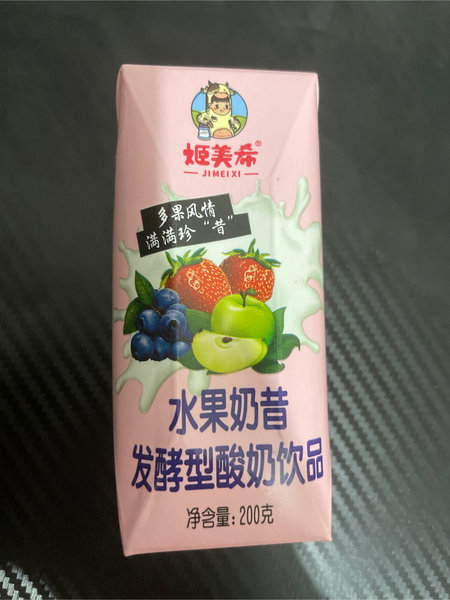 姬美希®
JIMEIXI
多果风情
满满珍“昔”
水果奶昔
发酵型酸奶饮品
净含量:200克